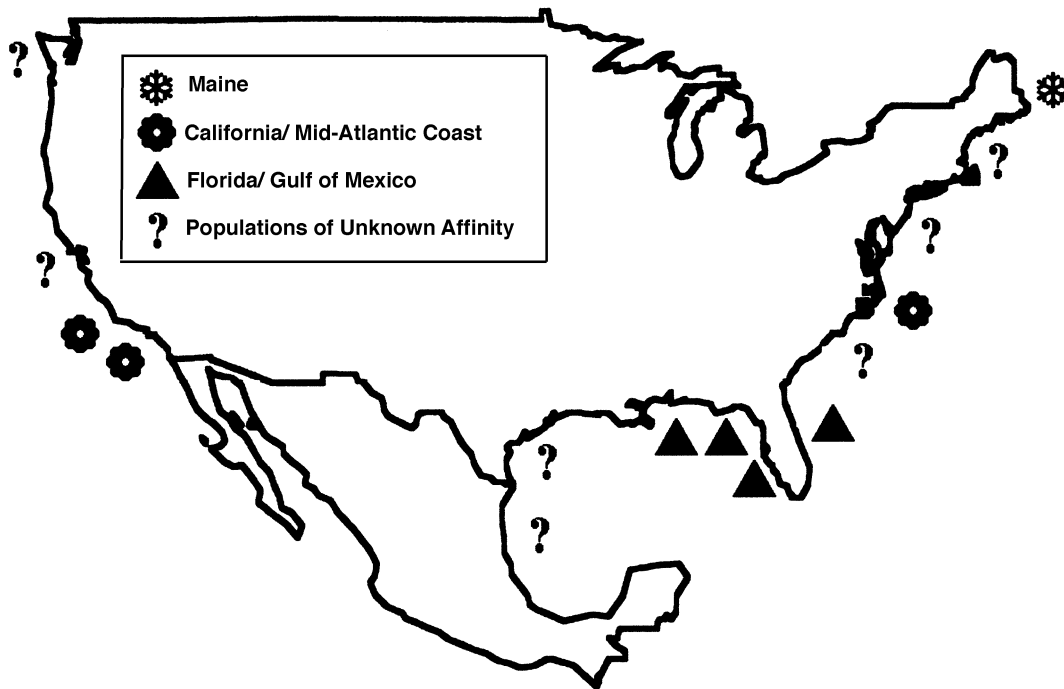 Maine
California/ Mid-Atlantic Coast
Florida/ Gulf of Mexico
? Populations of Unknown Affinity
?
?
?
?
?
?
?